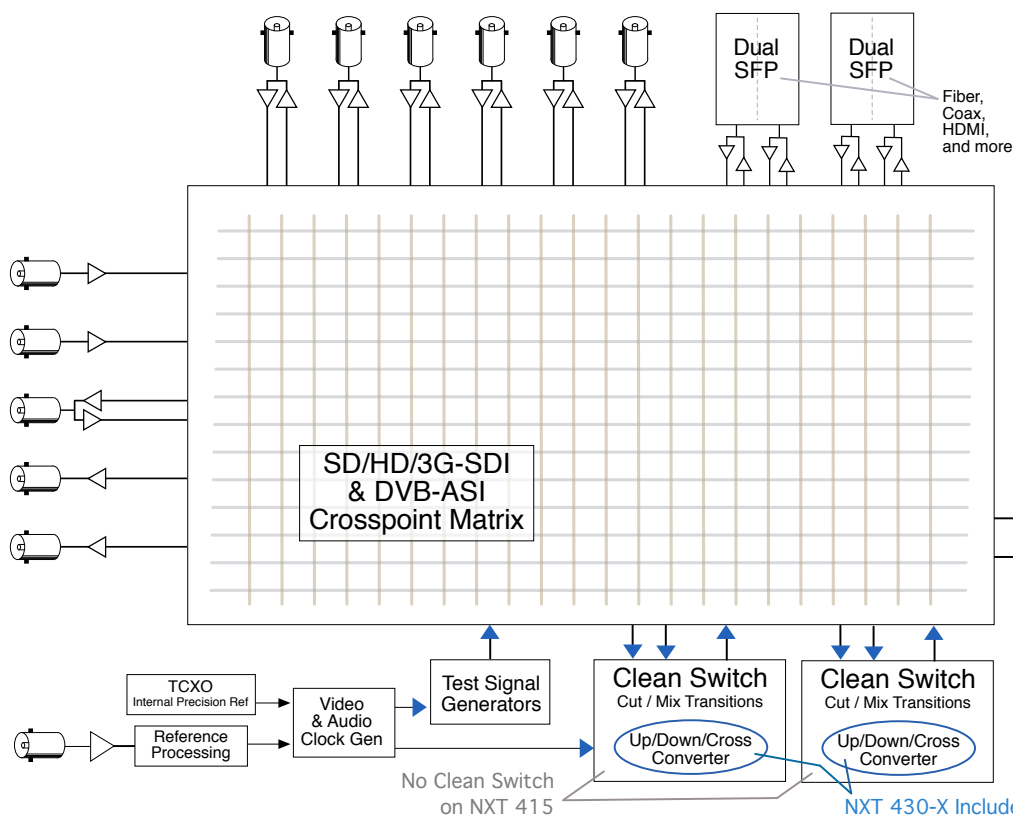 Dual
SFP
Dual
SFP
Fiber,
Coax,
HDMI,
and more
SD/HD/3G-SDI
& DVB-ASI
Crosspoint Matrix
TCXO
Internal Precision Ref
Reference
Processing
Video
& Audio
Clock Gen
Test Signal
Generators
Clean Switch
Cut / Mix Transitions
Up/Down/Cross
Converter
Clean Switch
Cut / Mix Transitions
Up/Down/Cross
Converter
No Clean Switch
on NXT 415
NXT 430-X Include